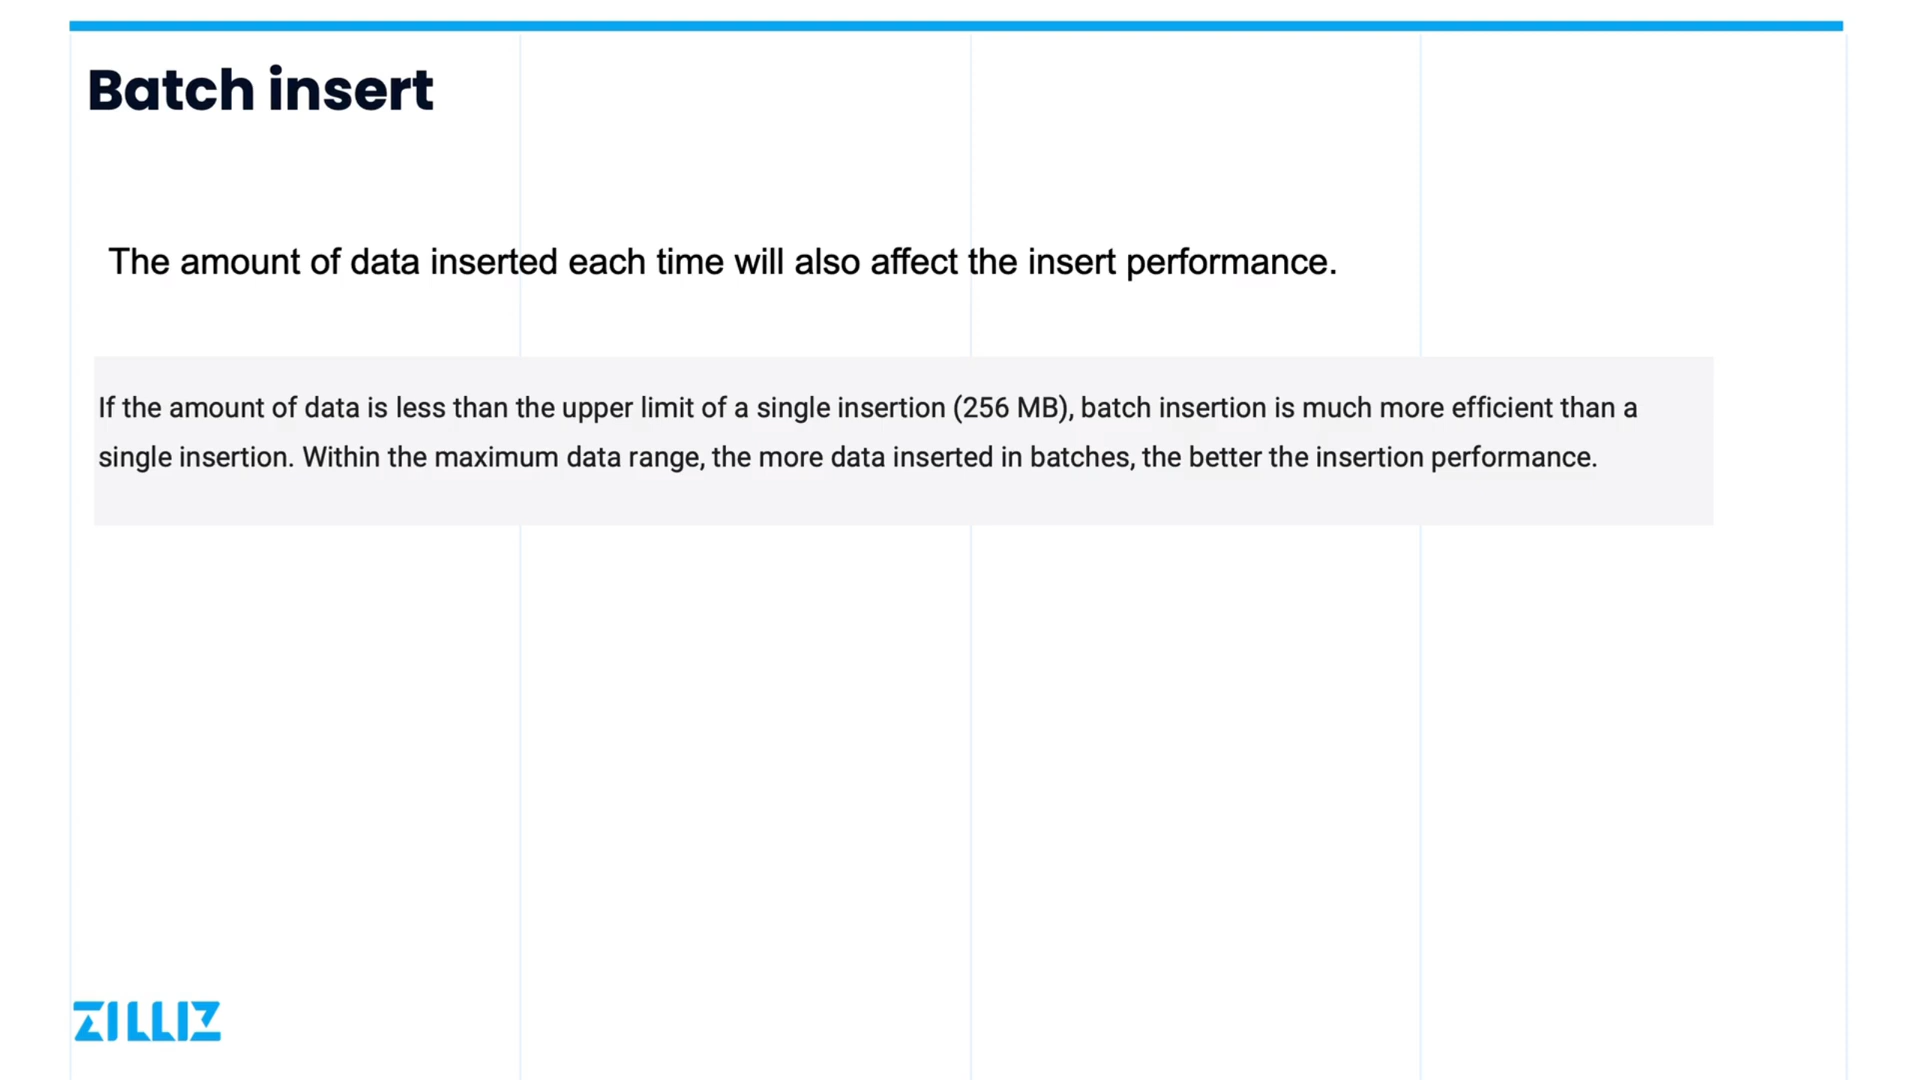 Batch insert
The amount of data inserted each time will also affect the insert performance.
If the amount of data is less than the upper limit of a single insertion (256 MB), batch insertion is much more efficient than a
single insertion. Within the maximum data range, the more data inserted in batches, the better the insertion performance.
ZILLIZ